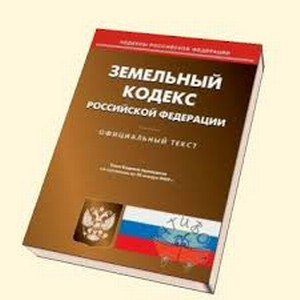 КОДЕКСЫ РОССИЙСКОЙ ФЕДЕРАЦИИ
ЗЕМЕЛЬНЫЙ
КОДЕКС
РОССИЙСКОЙ ФЕДЕРАЦИИ
ОФИЦИАЛЬНЫЙ ТЕКСТ